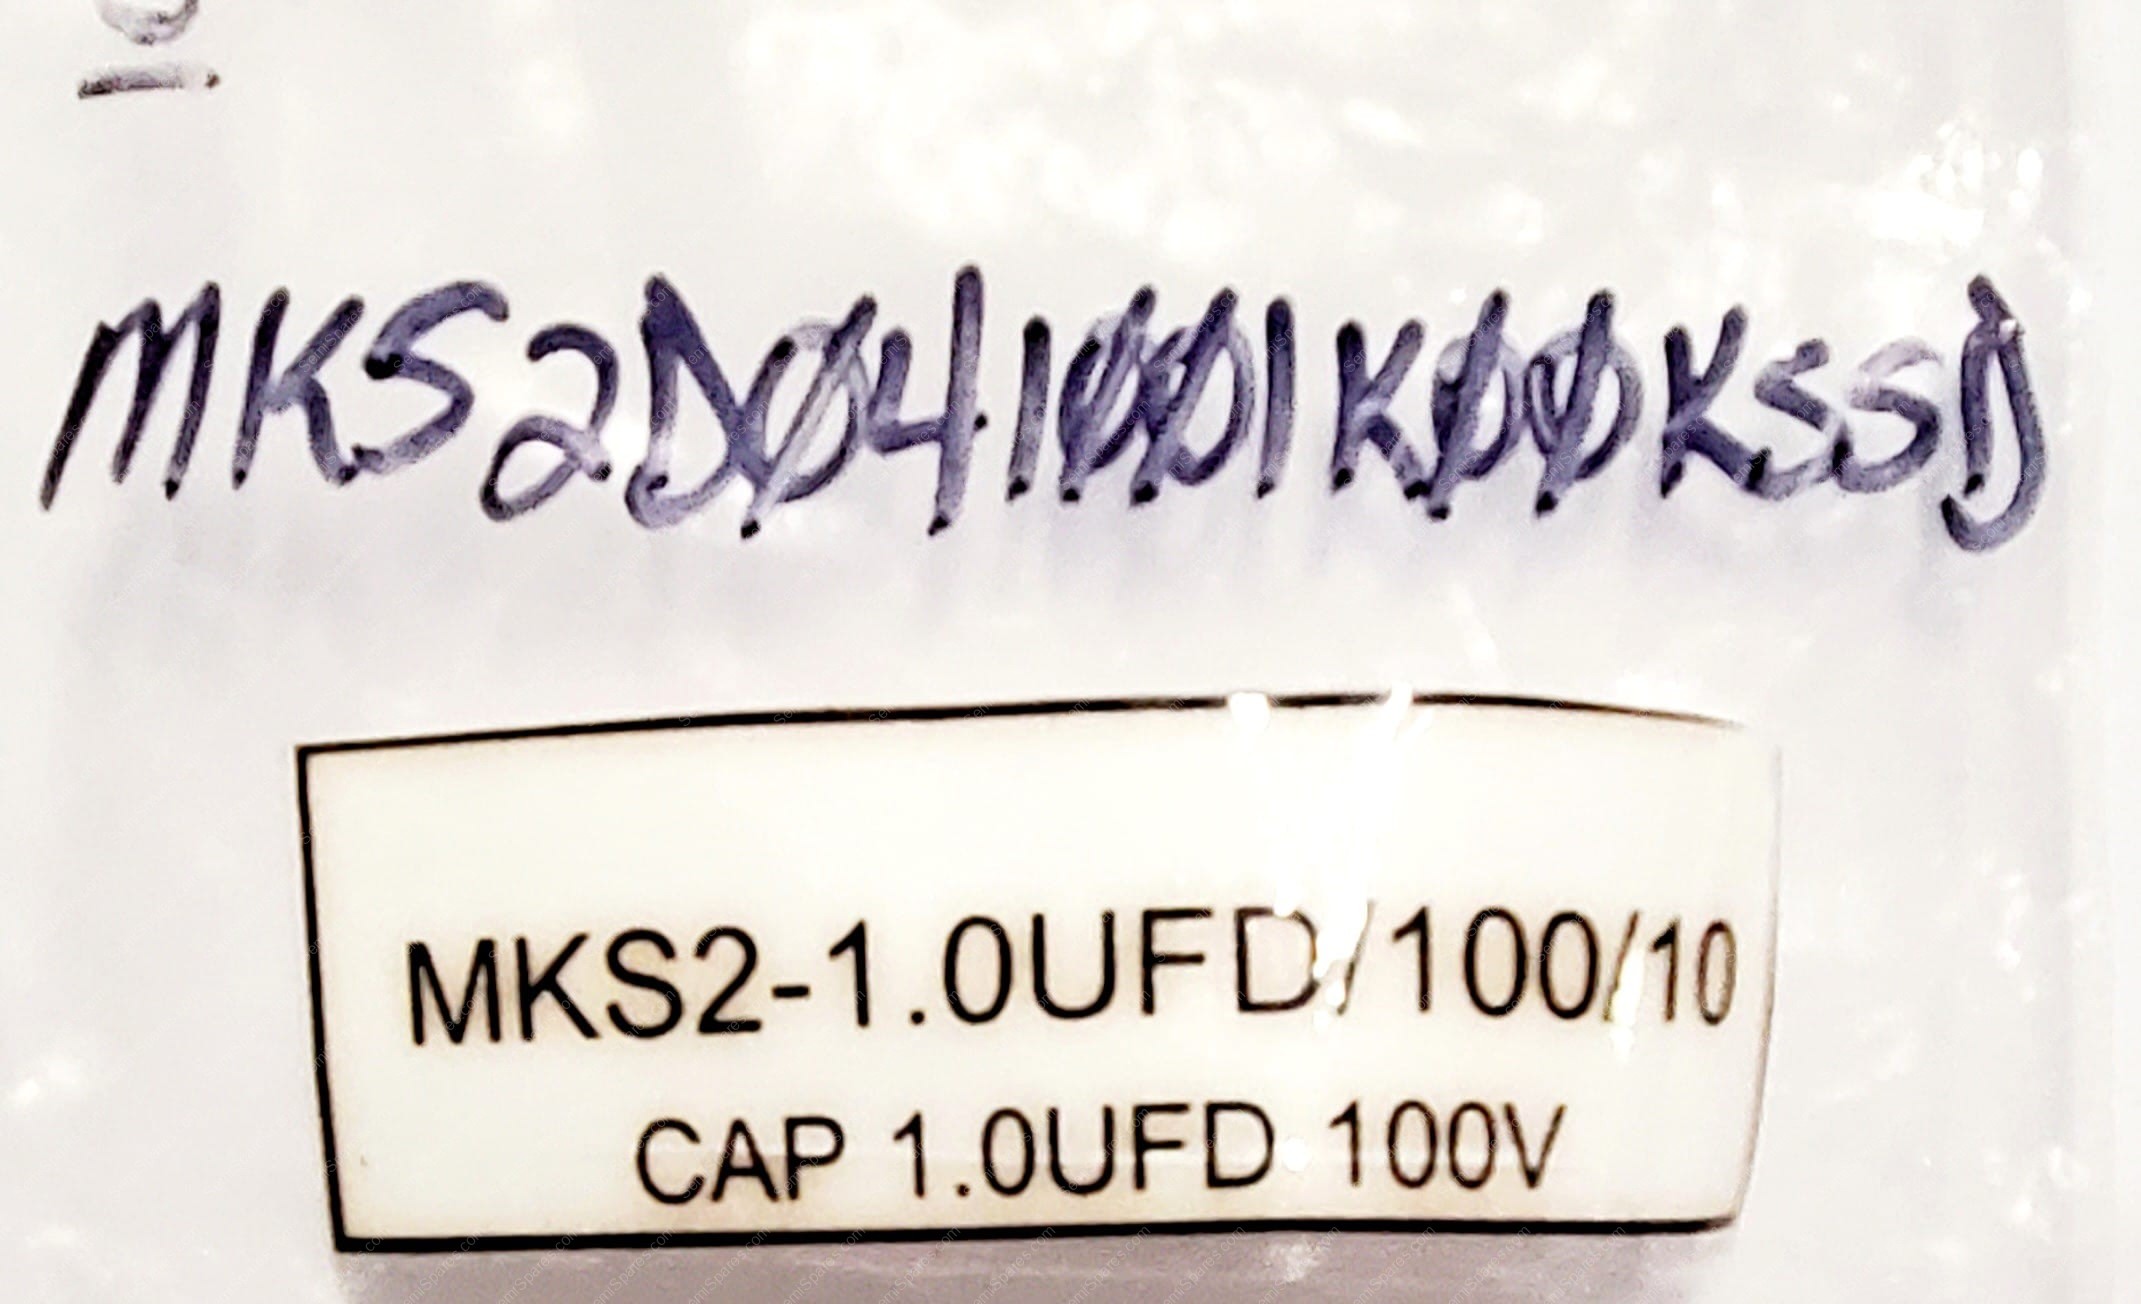 MKS2D041001K00KSSD
MKS2-1.0UFD/100/10
CAP 1.0UFD 100V